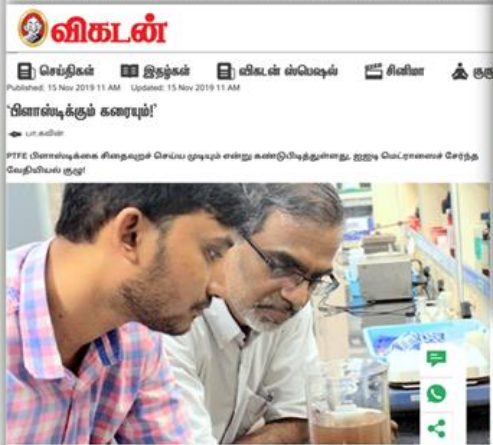 விகடன்
செய்திகள் இதழ்கள் விகடன் ஸ்பெஷல் சினிமா
Published: 15 Nov 2019 11 AM Updated: 15 Nov 2019 11 AM
`பிளாஸ்டிக்கும் கரையும்!’
பா.கவின்
PTFE பிளாஸ்டிக்கை சிதைவுறச் செய்ய முடியும் என்று கண்டுபிடித்துள்ளது, ஐஐடி மெட்ராஸைச் சேர்ந்த
வேதியியல் குழு!